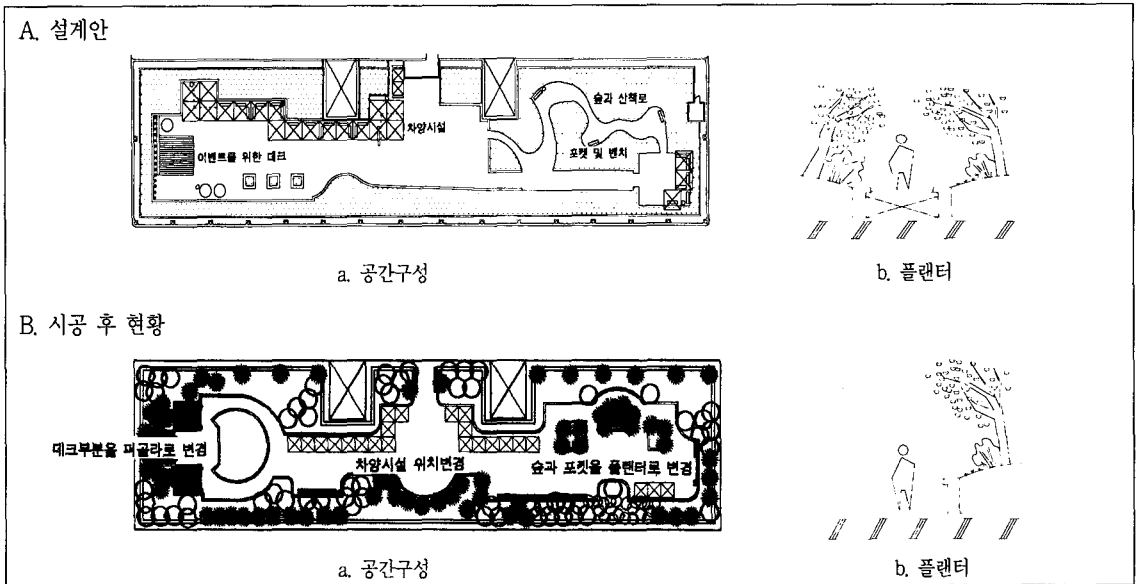 A. 설계안
숲과 산책로
차양시설
이벤트를 위한 데크
포켓 및 벤치
a. 공간구성
b. 플랜터
B. 시공 후 현황
데크부분을 퍼골라로 변경
차양시설 위치변경
숲과 포켓을 플랜터로 변경
a. 공간구성
b. 플랜터